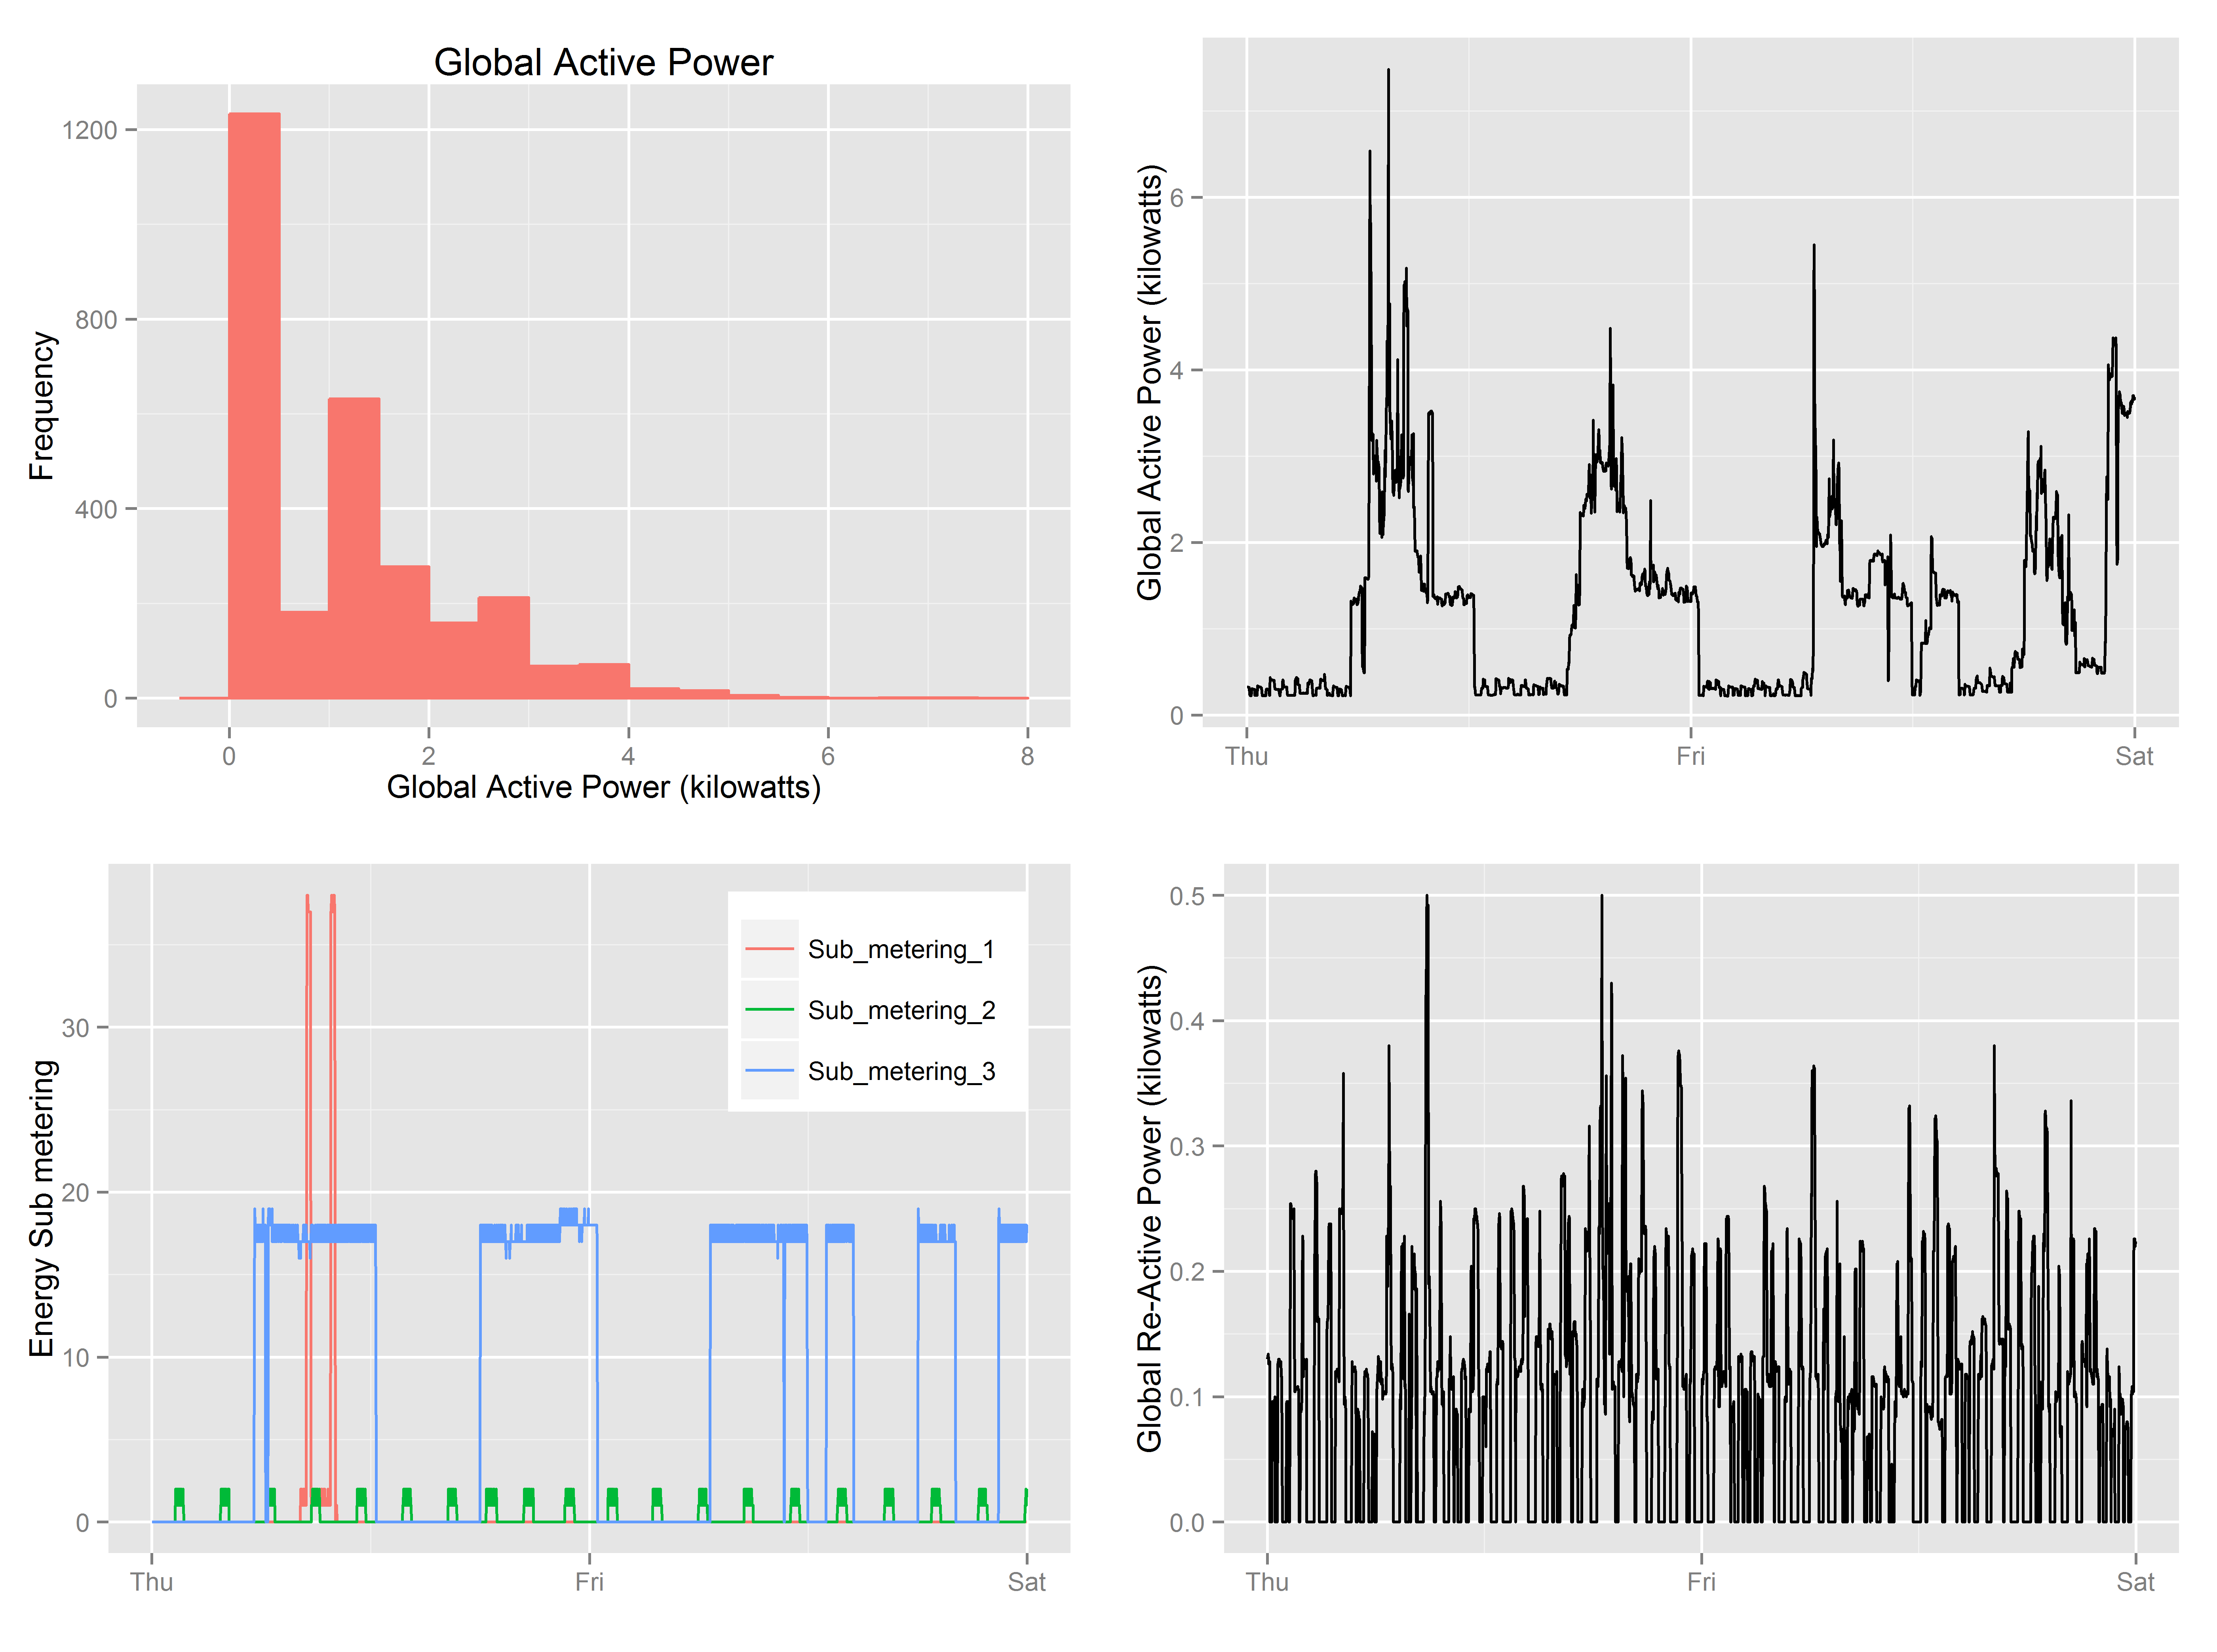 Global Active Power
1200
800
400
0
Frequency
0 2 4 6 8
Global Active Power (kilowatts)
6
4
2
0
Global Active Power (kilowatts)
Thu Fri Sat
30
20
10
0
Energy Sub metering
Sub_metering_1
Sub_metering_2
Sub_metering_3
Thu Fri Sat
0.5
0.4
0.3
0.2
0.1
0.0
Global Re-Active Power (kilowatts)
Thu Fri Sat